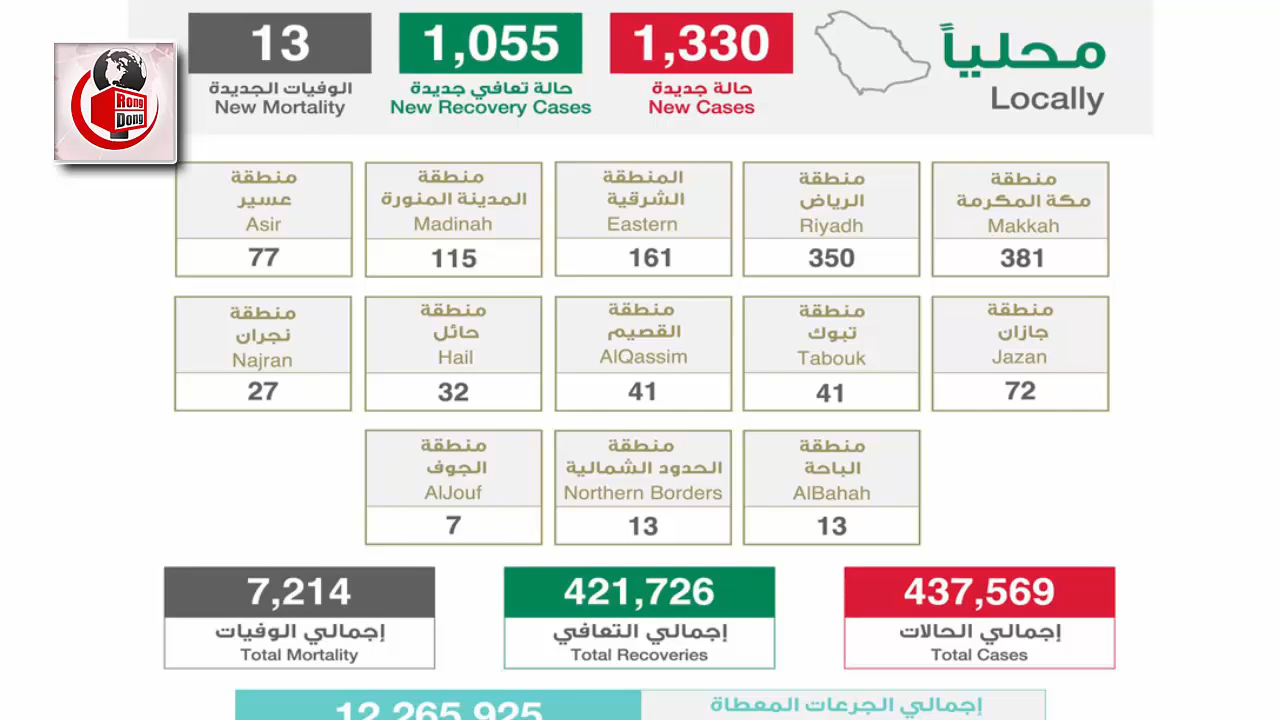 محلياً
Locally
1,330
حالة جديدة
New Cases
1,055
حالة تعافي جديدة
New Recovery Cases
13
الوفيات الجديدة
New Mortality
Rong
Dong
منطقة
مكة المكرمة
Makkah
381
منطقة
الرياض
Riyadh
350
المنطقة
الشرقية
Eastern
161
منطقة
المدينة المنورة
Madinah
115
منطقة
عسير
Asir
77
منطقة
جازان
Jazan
72
منطقة
تبوك
Tabouk
41
منطقة
القصيم
AlQassim
41
منطقة
حائل
Hail
32
منطقة
نجران
Najran
27
منطقة
الباحة
AlBahah
13
منطقة
الحدود الشمالية
Northern Borders
13
منطقة
الجوف
AlJouf
7
437,569
إجمالي الحالات
Total Cases
421,726
إجمالي التعافي
Total Recoveries
7,214
إجمالي الوفيات
Total Mortality
إجمالي الجرعات المعطاة
12,265,925